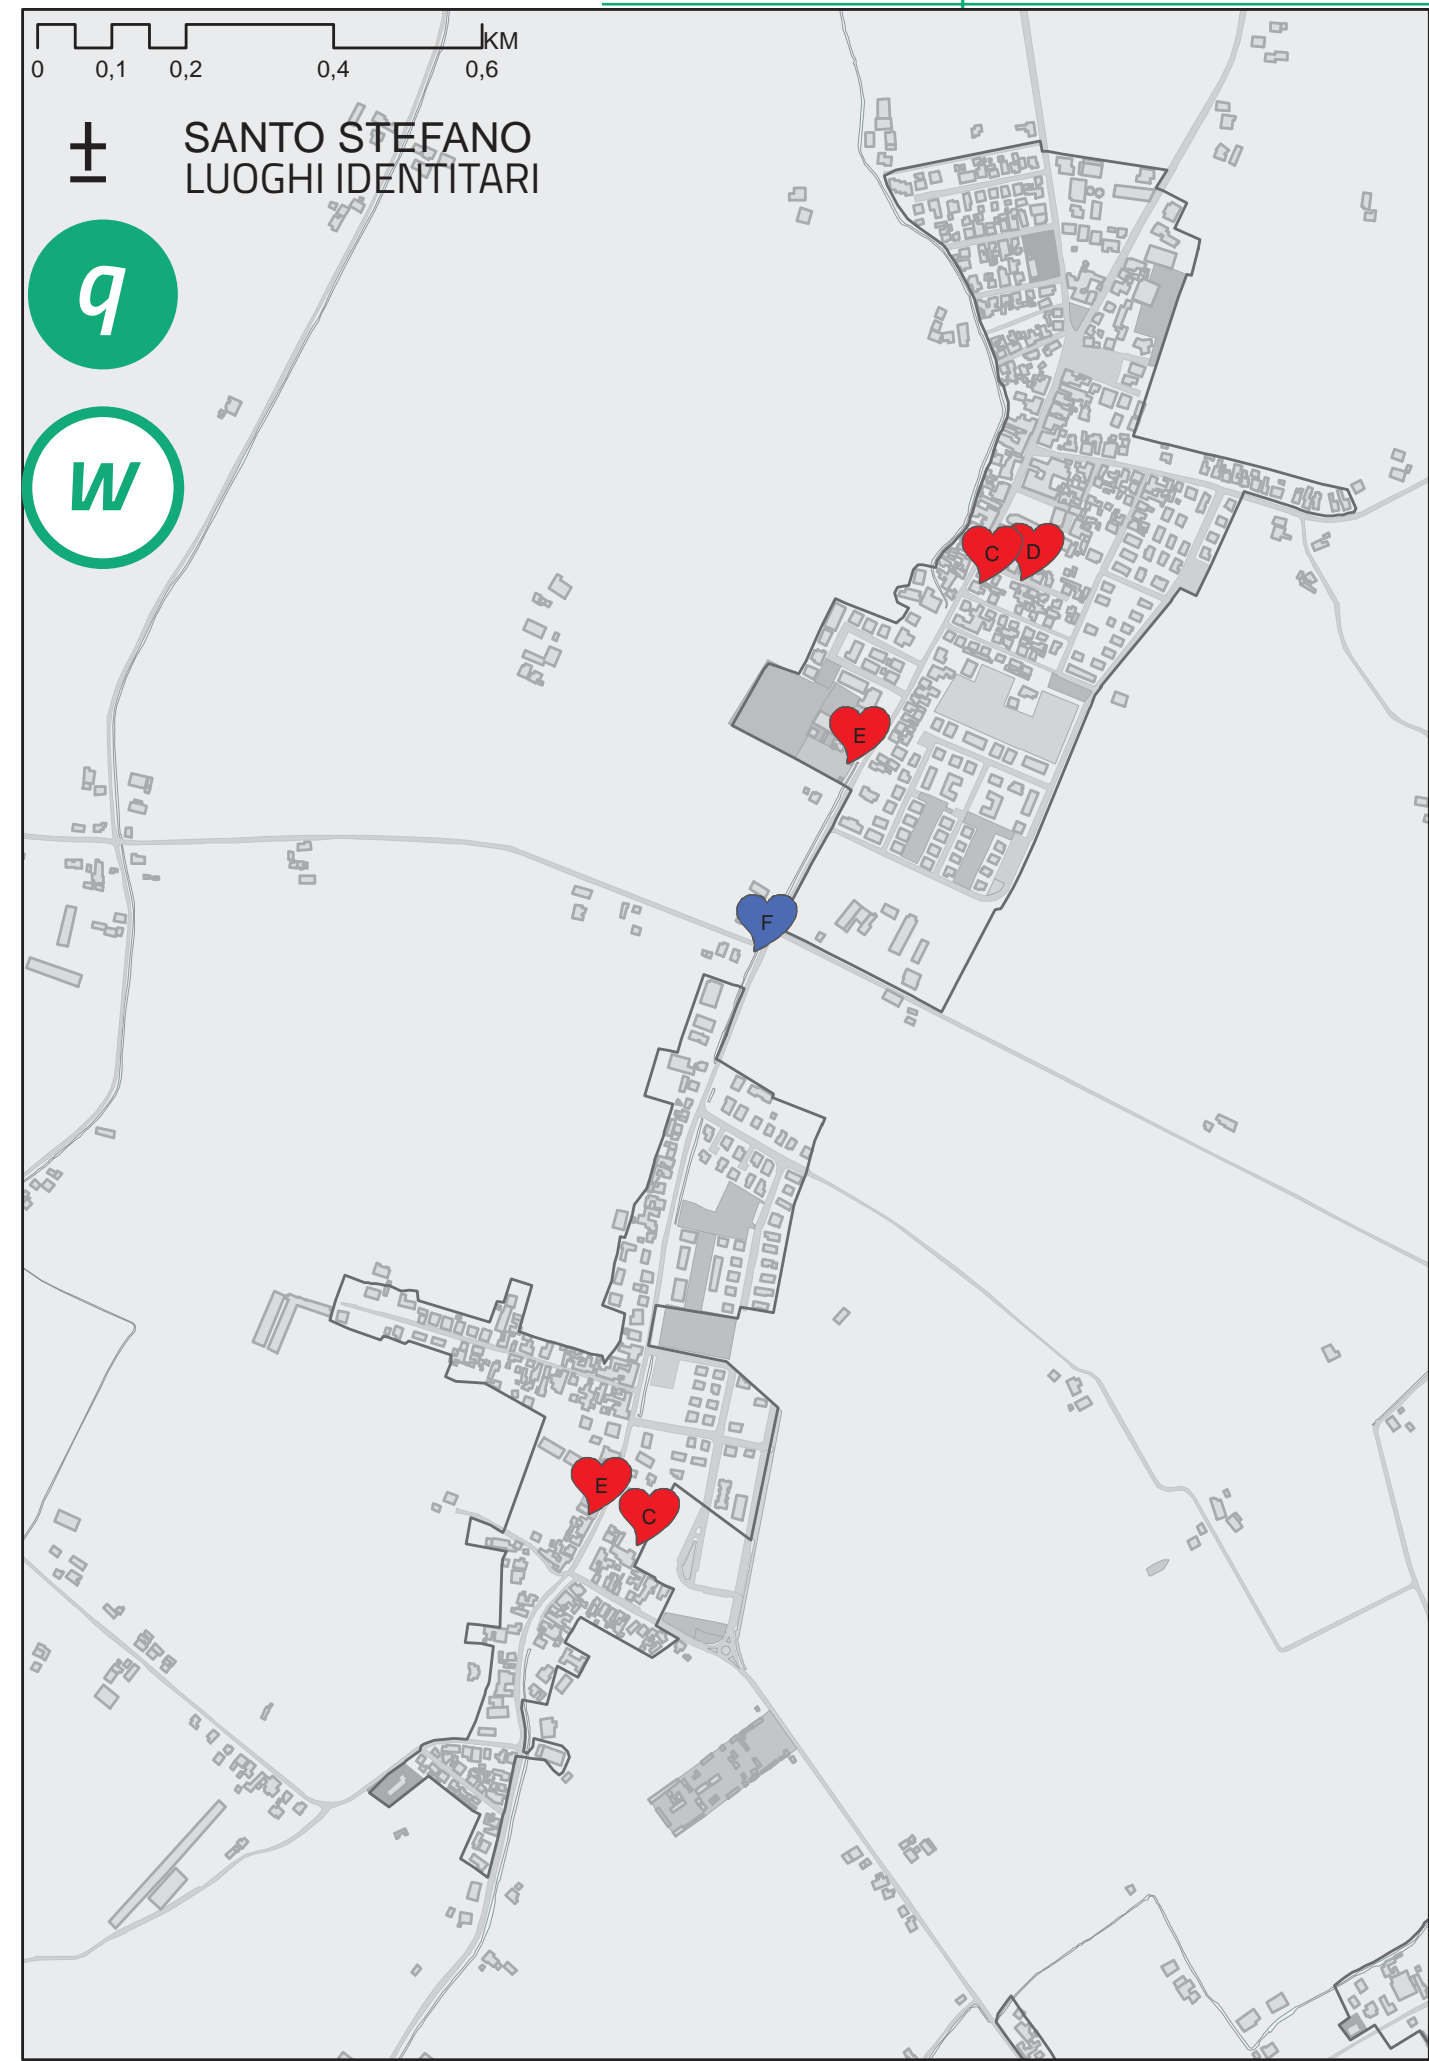 KM
0 0,1 0,2 0,4 0,6
±
SANTO STEFANO
LUOGHI IDENTITARI
q
w
C D
E
F
E
C